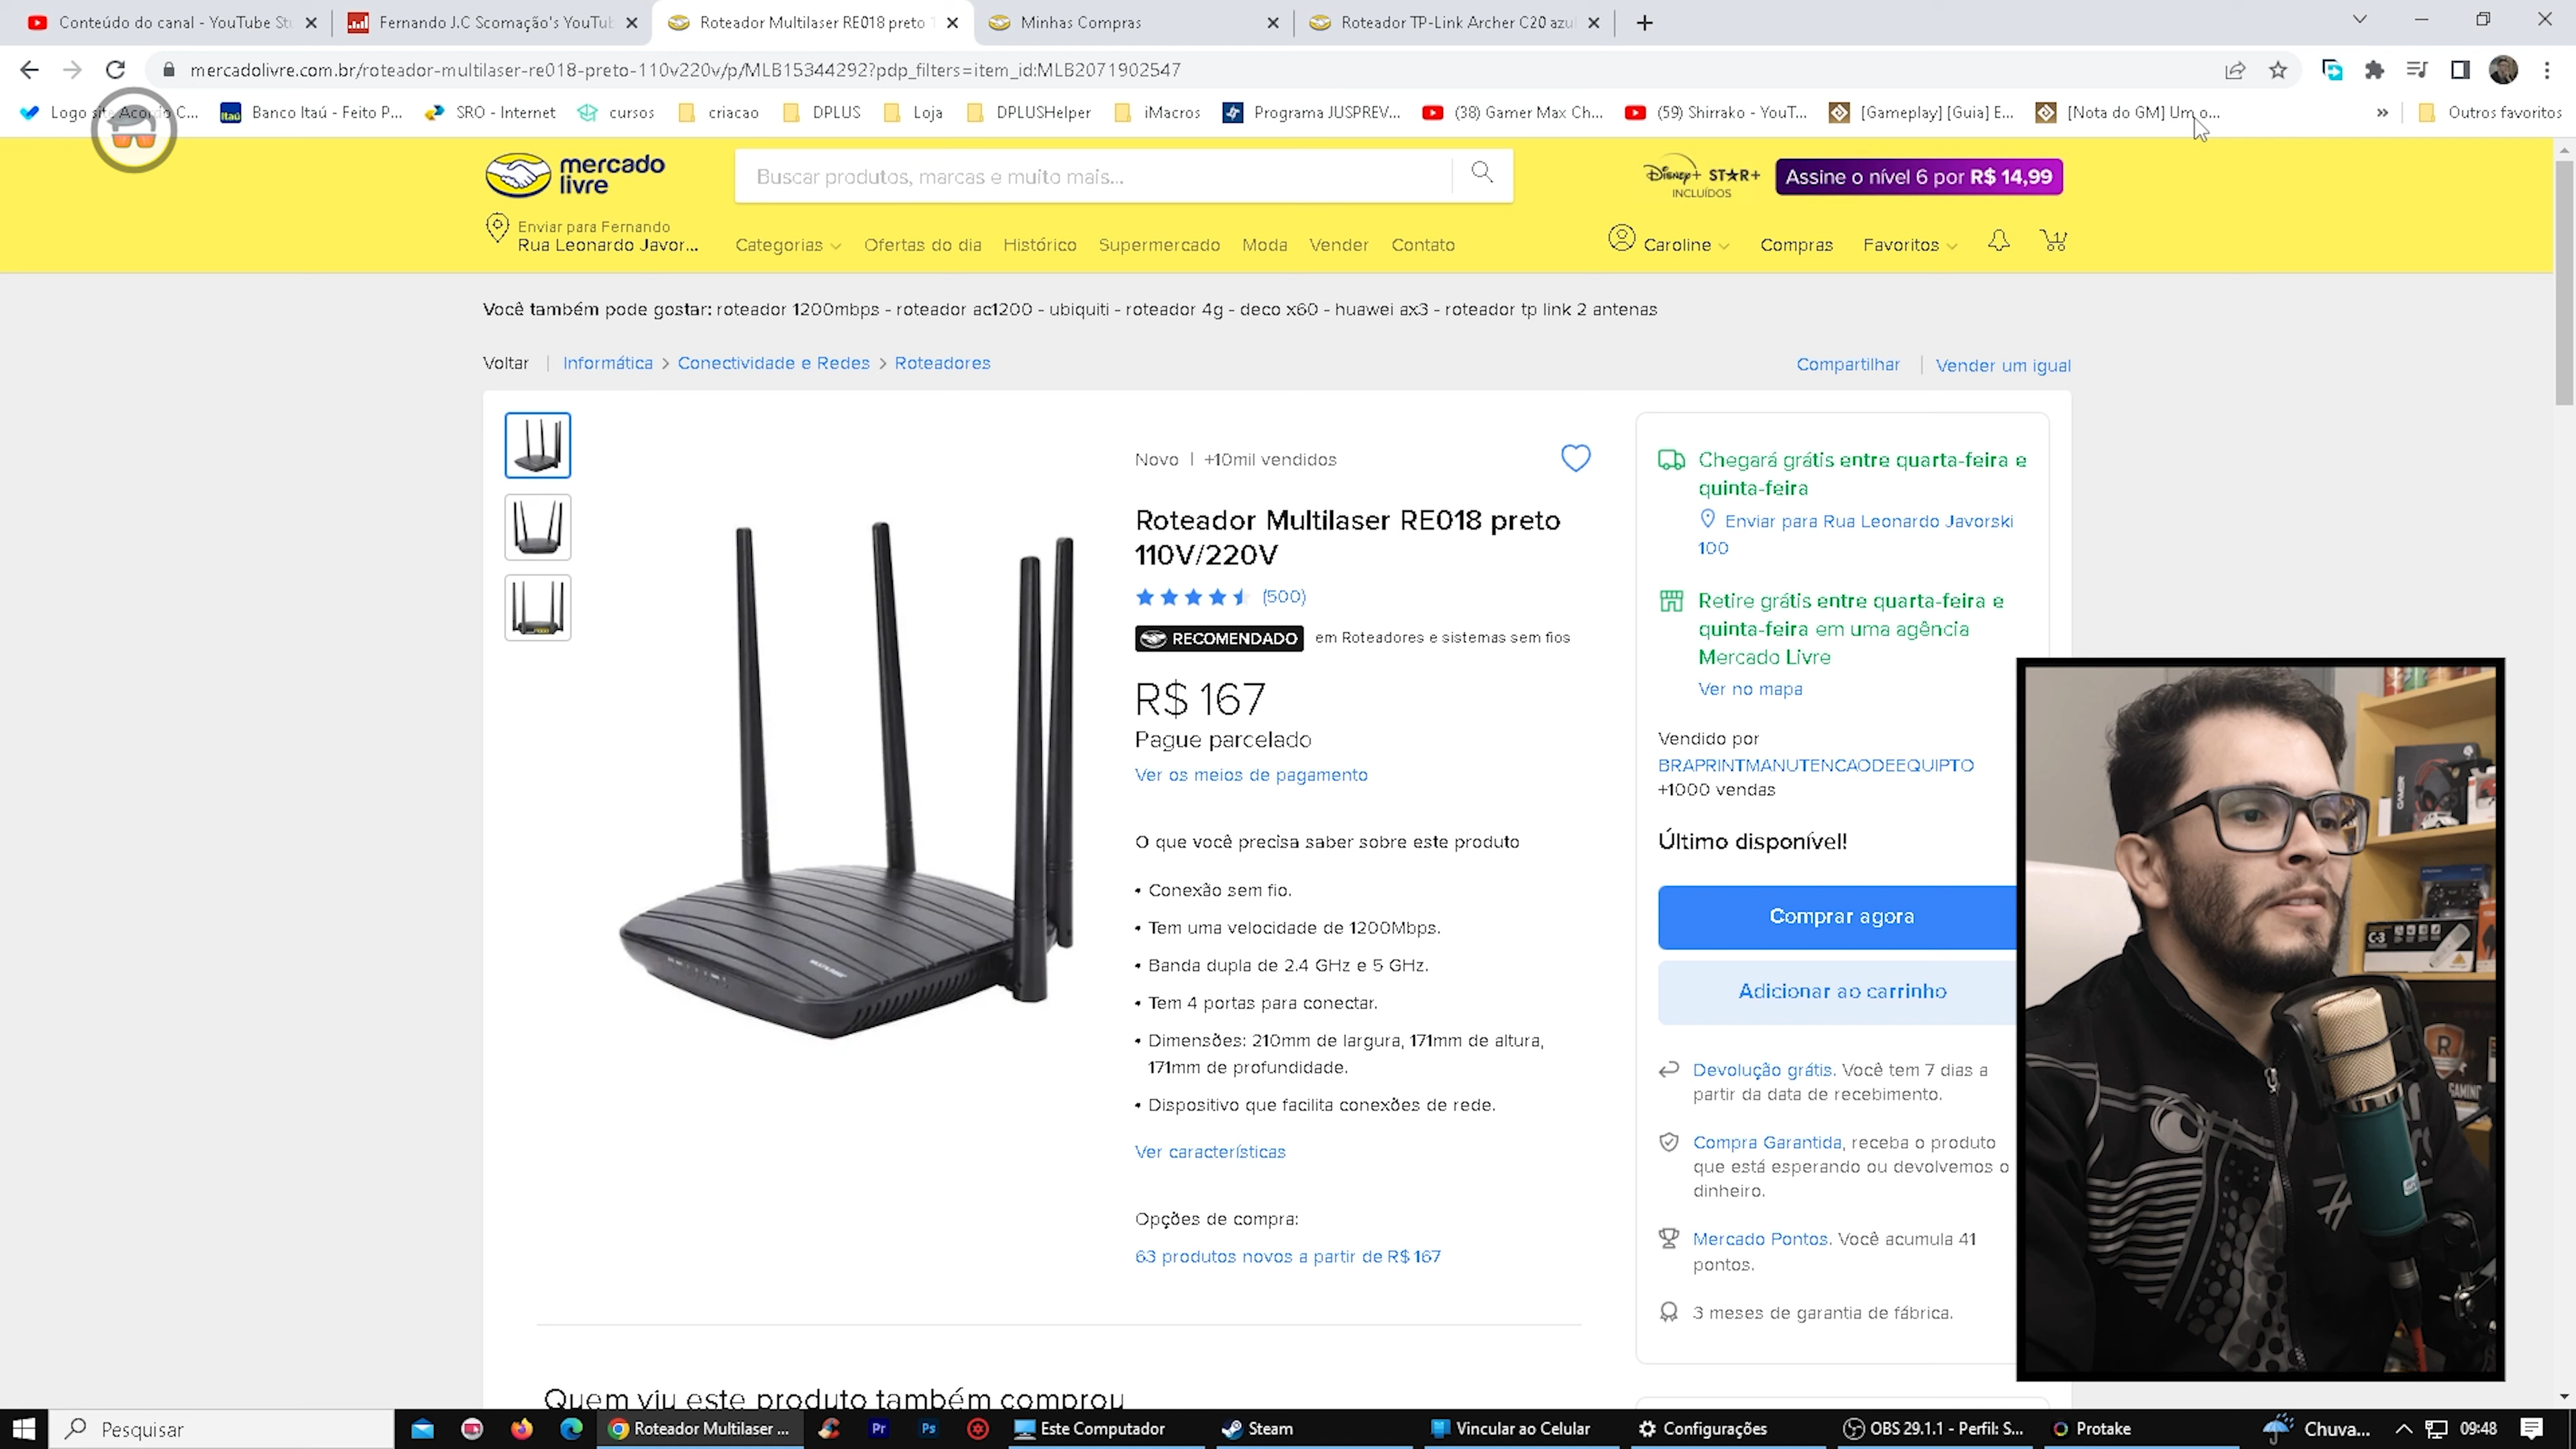 Conteúdo do canal - YouTube Stu
Fernando J.C Scomação's YouTub
Roteador Multilaser RE018 preto 1
Minhas Compras
Roteador TP-Link Archer C20 azul
mercadolivre.com.br/roteador-multilaser-re018-preto-110v220v/p/MLB15344292?pdp_filters=item_id:MLB2071902547
Logo site Acordo C...
Itaú
Banco Itaú - Feito P...
SRO - Internet
cursos
criacao
DPLUS
Loja
DPLUSHelper
iMacros
Programa JUSPREV...
(38) Gamer Max Ch...
(59) Shirrako - YouT...
[Gameplay] [Guia] E...
[Nota do GM] Um o...
»
Outros favoritos
mercado
livre
Buscar produtos, marcas e muito mais...
Disney+ STAR+
INCLUÍDOS
Assine o nível 6 por R$ 14,99
Enviar para Fernando
Rua Leonardo Javor...
Categorias
Ofertas do dia
Histórico
Supermercado
Moda
Vender
Contato
Caroline
Compras
Favoritos
Você também pode gostar: roteador 1200mbps - roteador ac1200 - ubiquiti - roteador 4g - deco x60 - huawei ax3 - roteador tp link 2 antenas
Voltar | Informática > Conectividade e Redes > Roteadores
Compartilhar | Vender um igual
Novo | +10mil vendidos
Roteador Multilaser RE018 preto
110V/220V
(500)
RECOMENDADO em Roteadores e sistemas sem fios
R$ 167
Pague parcelado
Ver os meios de pagamento
O que você precisa saber sobre este produto
• Conexão sem fio.
• Tem uma velocidade de 1200Mbps.
• Banda dupla de 2.4 GHz e 5 GHz.
• Tem 4 portas para conectar.
• Dimensões: 210mm de largura, 171mm de altura,
171mm de profundidade.
• Dispositivo que facilita conexões de rede.
Ver características
Opções de compra:
63 produtos novos a partir de R$ 167
Chegará grátis entre quarta-feira e
quinta-feira
Enviar para Rua Leonardo Javorski
100
Retire grátis entre quarta-feira e
quinta-feira em uma agência
Mercado Livre
Ver no mapa
Vendido por
BRAPRINTMANUTENCAODEEQUIPTO
+1000 vendas
Último disponível!
Comprar agora
Adicionar ao carrinho
Devolução grátis. Você tem 7 dias a
partir da data de recebimento.
Compra Garantida, receba o produto
que está esperando ou devolvemos o
dinheiro.
Mercado Pontos. Você acumula 41
pontos.
3 meses de garantia de fábrica.
GAMER
C-3
R
GAMING
Quem viu este produto também comprou
Pesquisar
Roteador Multilaser ...
Pr
Ps
Este Computador
Steam
Vincular ao Celular
Configurações
OBS 29.1.1 - Perfil: S...
Protake
Chuva...
09:48